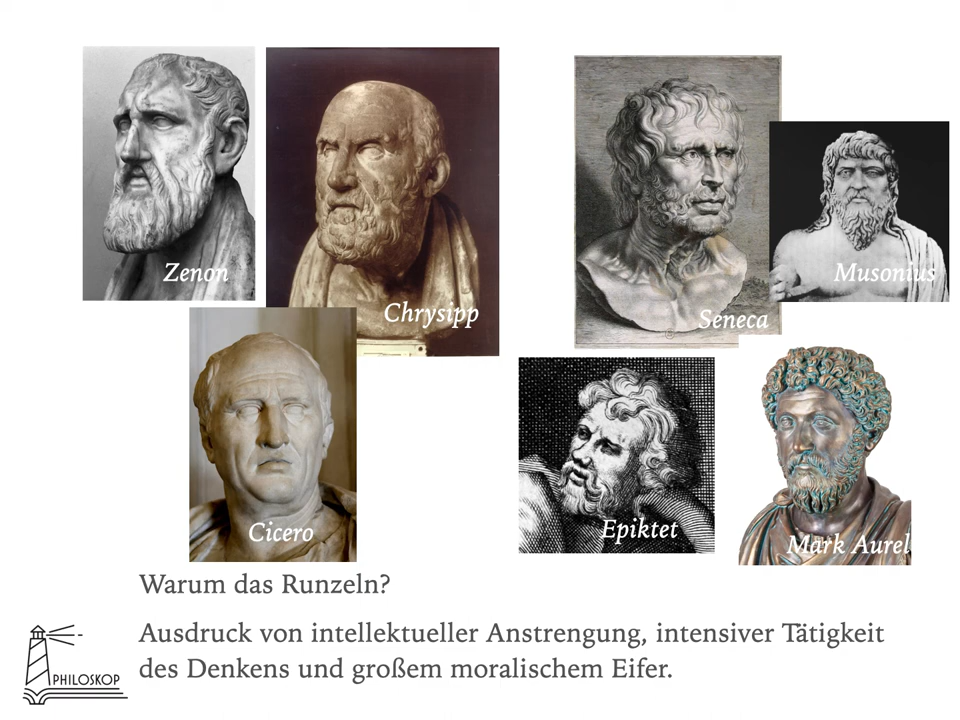 Zenon
Chrysipp
Seneca
Musonius
Cicero
Epiktet
Mark Aurel
Warum das Runzeln?
Ausdruck von intellektueller Anstrengung, intensiver Tätigkeit
des Denkens und großem moralischem Eifer.
PHILOSKOP